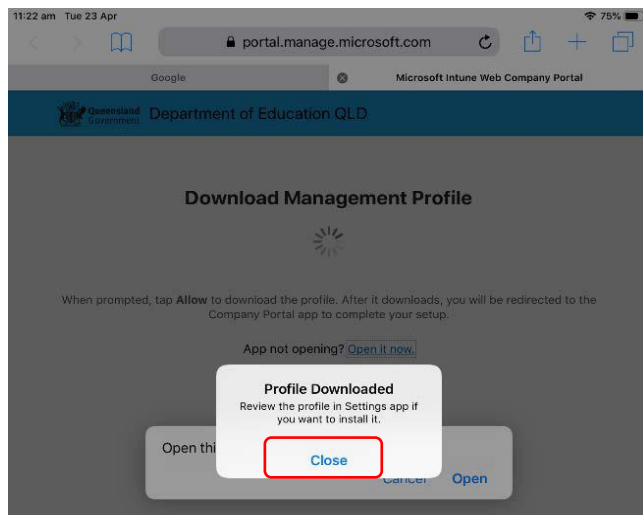 11:22 am Tue 23 Apr 75%
portal.manage.microsoft.com
Google Microsoft Intune Web Company Portal
Queensland
Government
Department of Education QLD
Download Management Profile
When prompted, tap Allow to download the profile. After it downloads, you will be redirected to the
Company Portal app to complete your setup.
App not opening? Open it now.
Profile Downloaded
Review the profile in Settings app if
you want to install it.
Open thi
Close
Cancel Open